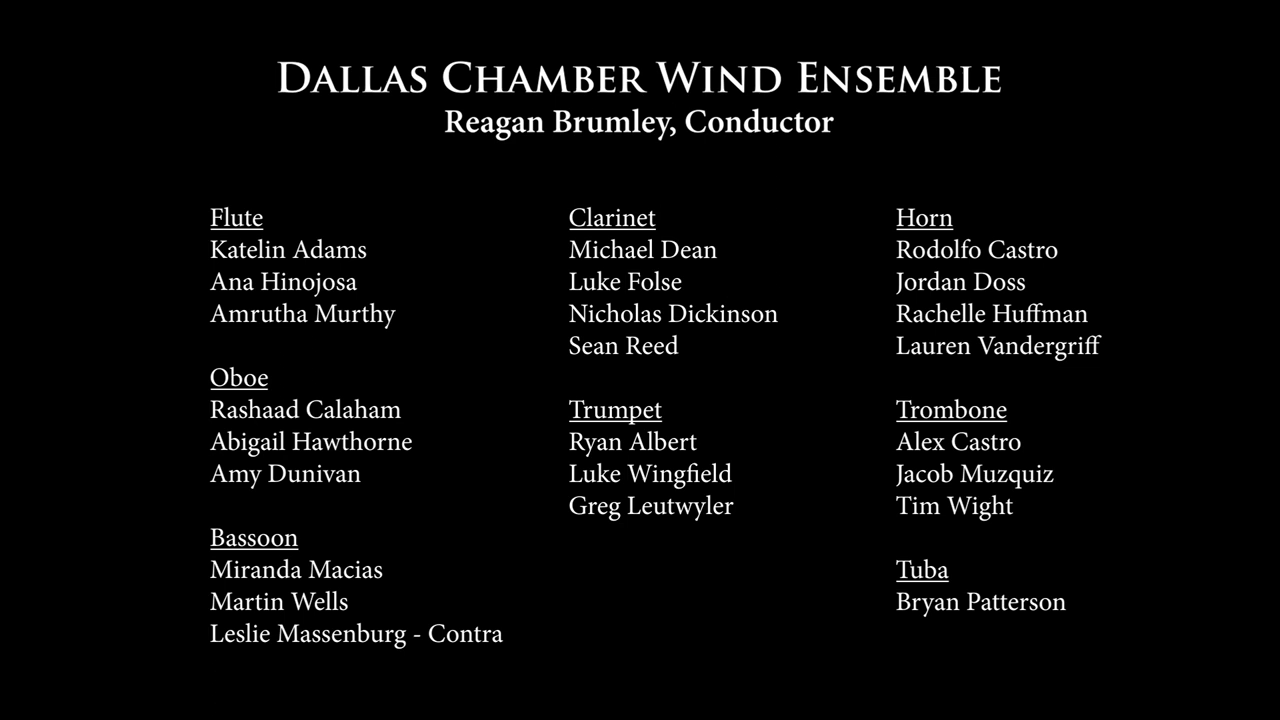 Dallas Chamber Wind Ensemble
Reagan Brumley, Conductor
Flute
Katelin Adams
Ana Hinojosa
Amrutha Murthy
Oboe
Rashaad Calaham
Abigail Hawthorne
Amy Dunivan
Bassoon
Miranda Macias
Martin Wells
Leslie Massenburg - Contra
Clarinet
Michael Dean
Luke Folse
Nicholas Dickinson
Sean Reed
Trumpet
Ryan Albert
Luke Wingfield
Greg Leutwyler
Horn
Rodolfo Castro
Jordan Doss
Rachelle Huffman
Lauren Vandergriff
Trombone
Alex Castro
Jacob Muzquiz
Tim Wight
Tuba
Bryan Patterson